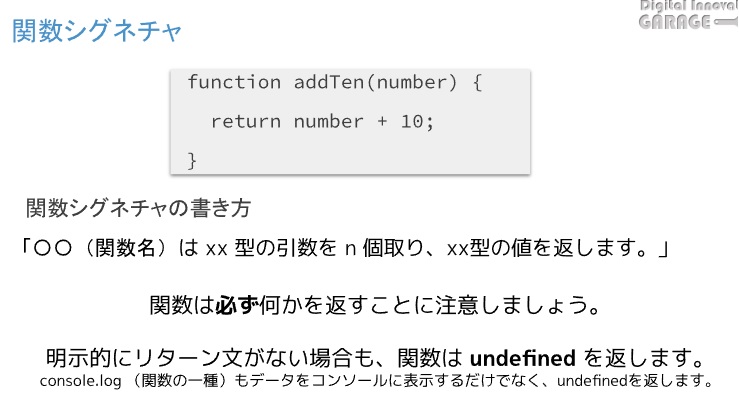 Digital Innovat
GARAGE
関数シグネチャ
function addTen(number) {
return number + 10;
}
関数シグネチャの書き方
「〇〇（関数名）は xx 型の引数を n 個取り、xx型の値を返します。」
関数は必ず何かを返すことに注意しましょう。
明示的にリターン文がない場合も、関数は undefined を返します。
console.log （関数の一種）もデータをコンソールに表示するだけでなく、undefinedを返します。